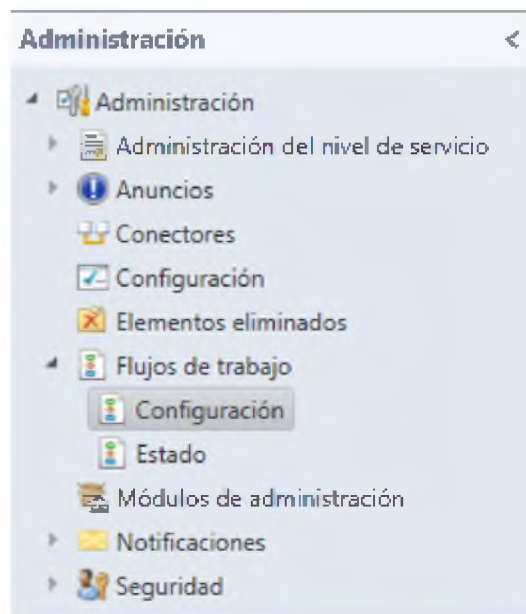 Administración
Administración
Administración del nivel de servicio
Anuncios
Conectores
Configuración
Elementos eliminados
Flujos de trabajo
Configuración
Estado
Módulos de administración
Notificaciones
Seguridad